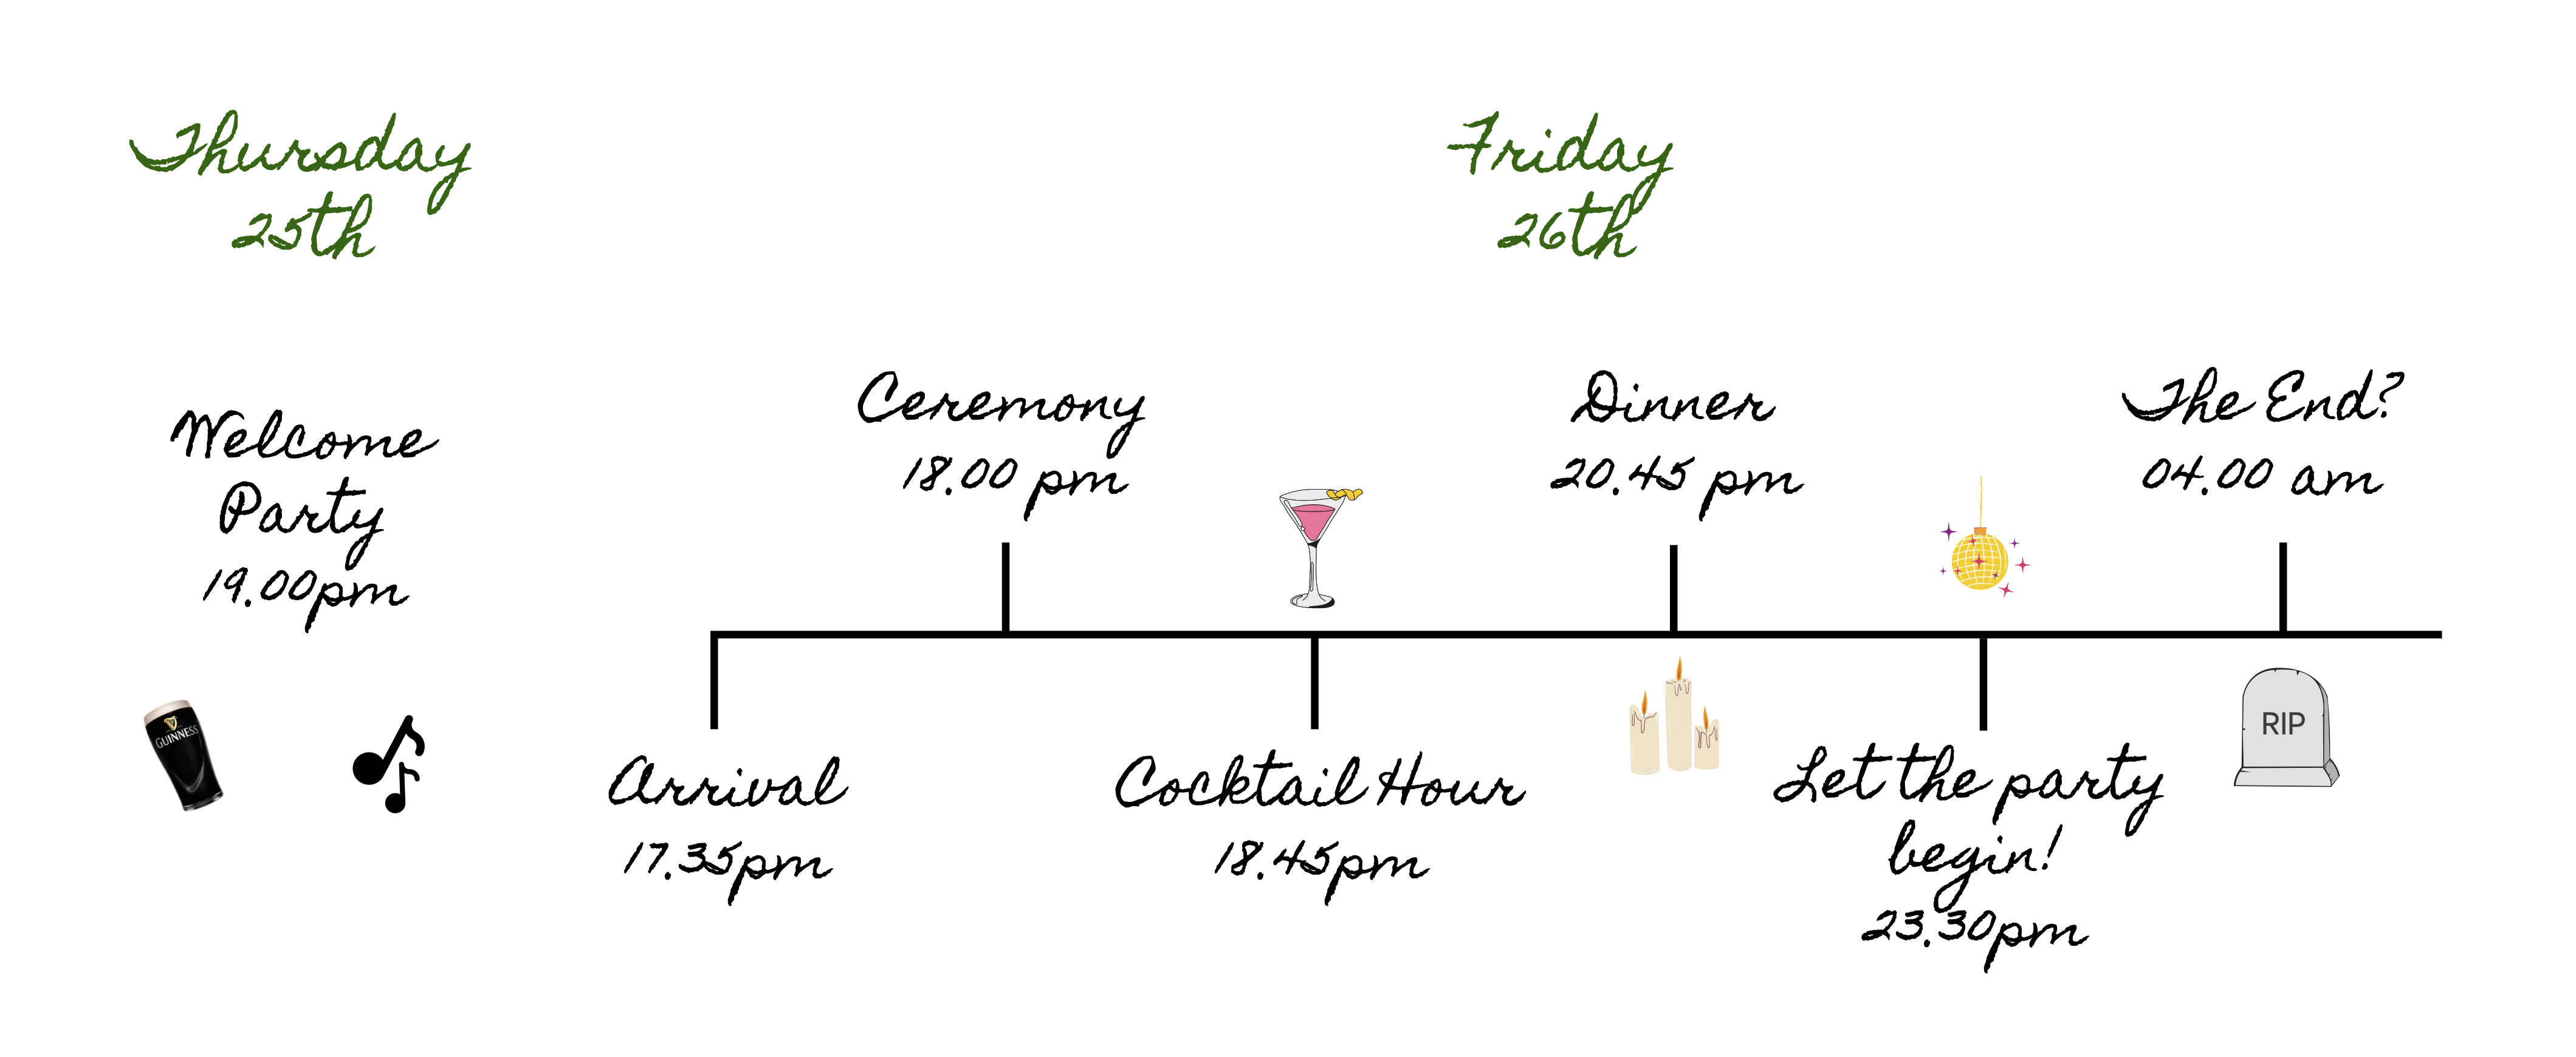 Thursday
25th
Friday
26th
Welcome
Party
19.00pm
GUINNESS
Arrival
17.35pm
Ceremony
18.00 pm
Cocktail Hour
18.45pm
Dinner
20.45 pm
Let the party
begin!
23.30pm
The End?
04.00 am
RIP